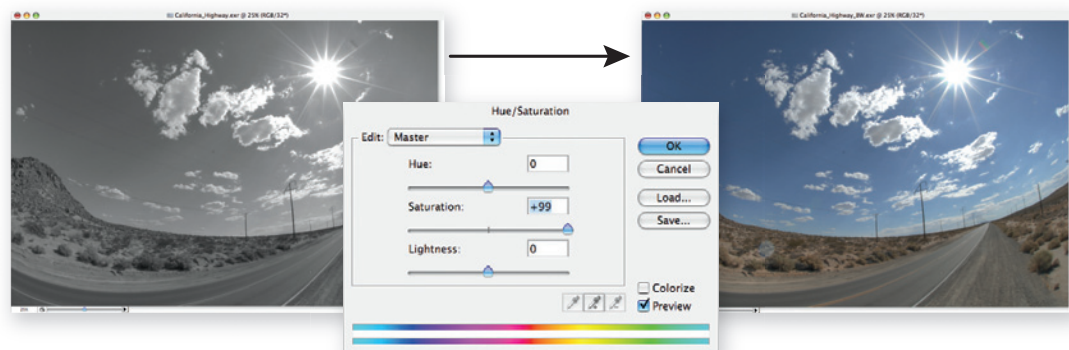 California_Highway.exr @ 25% (RGB/32*)
California_Highway_BW.exr @ 25% (RGB/32*)
Hue/Saturation
Edit: Master
Hue: 0
Saturation: +99
Lightness: 0
OK
Cancel
Load...
Save...
Colorize
Preview
25%